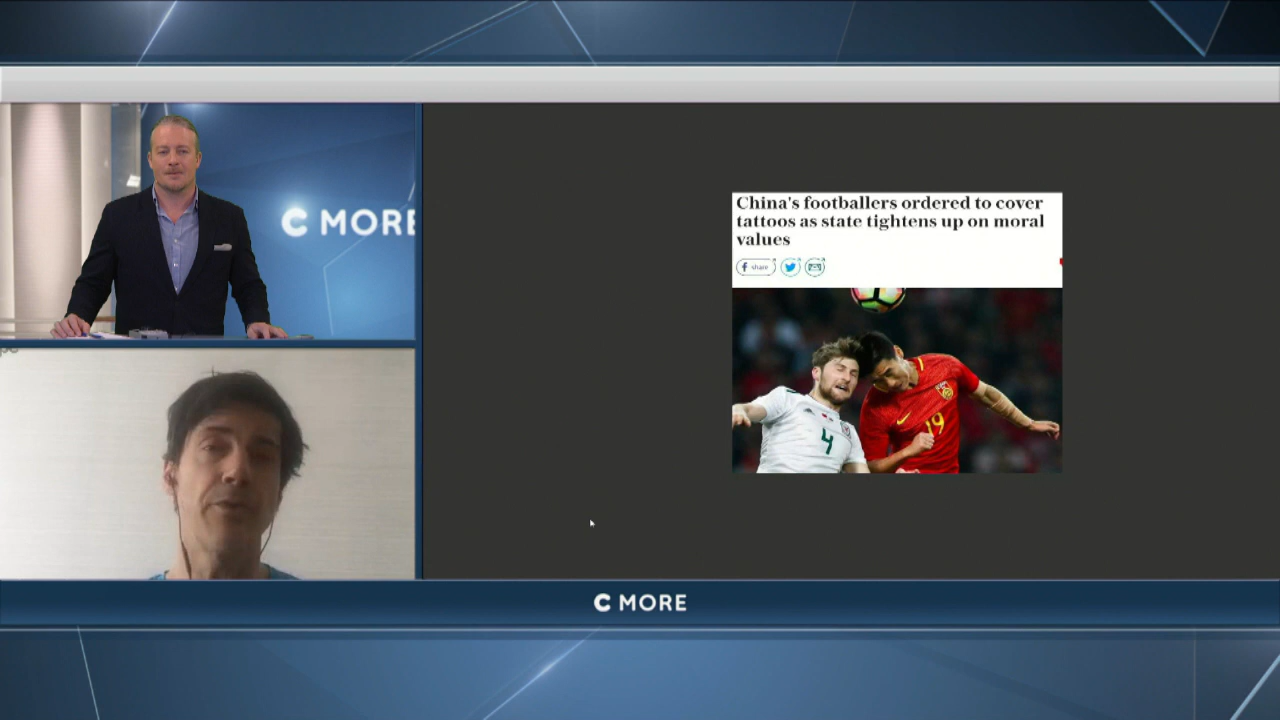 C MORE
China's footballers ordered to cover
tattoos as state tightens up on moral
values
f share
4
19
C MORE